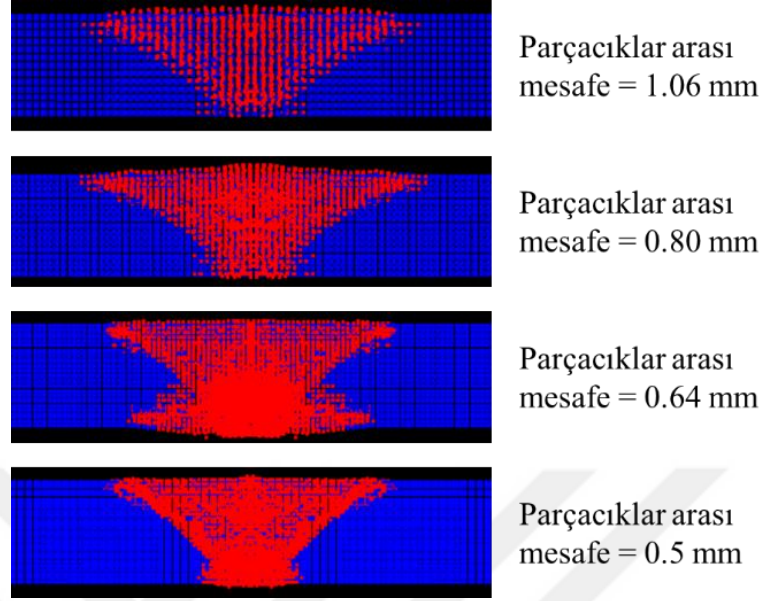 Parçacıklar arası
mesafe = 1.06 mm
Parçacıklar arası
mesafe = 0.80 mm
Parçacıklar arası
mesafe = 0.64 mm
Parçacıklar arası
mesafe = 0.5 mm